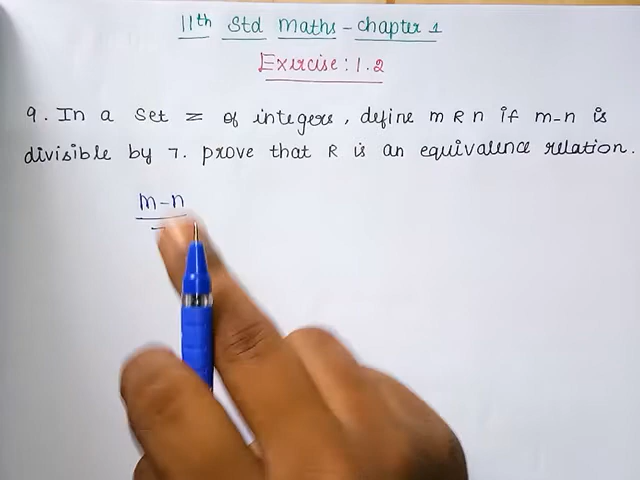 11th Std Maths - chapter 1
Exercise: 1.2
9. In a set Z of integers, define m R n if m-n is
divisible by 7. prove that R is an equivalence relation.
m-n